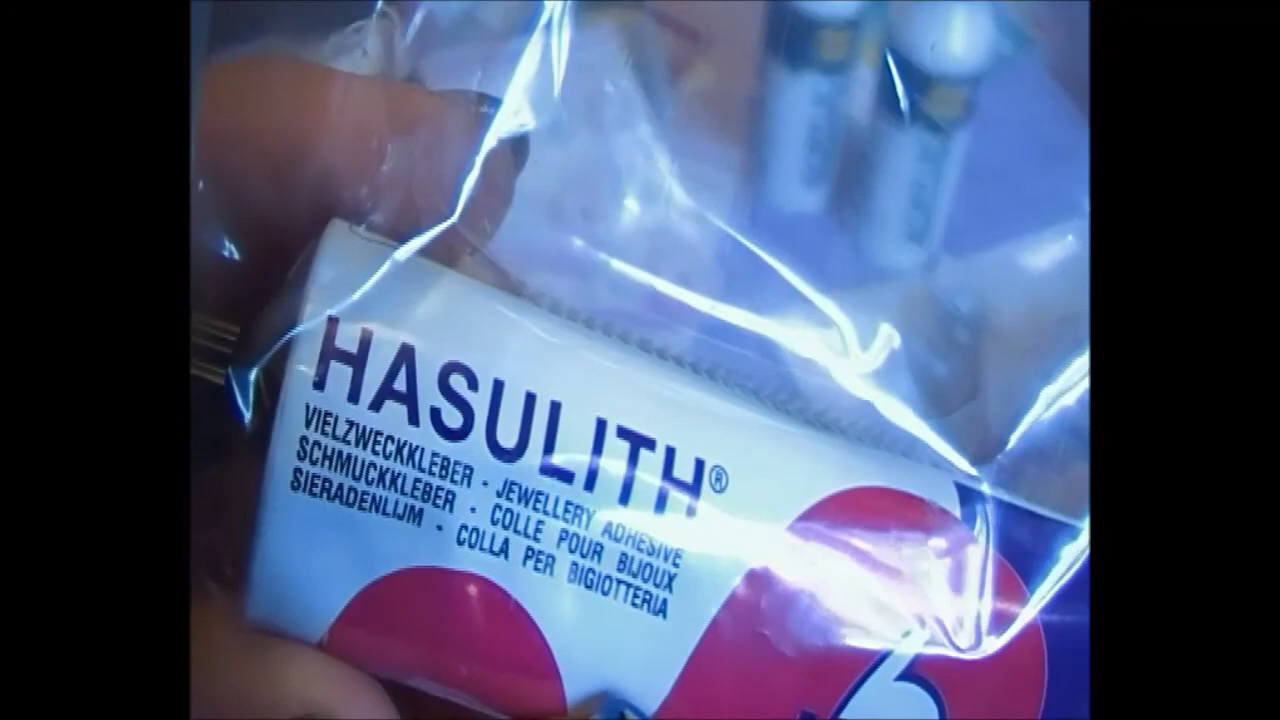 HASULITH®
VIELZWECKKLEBER - JEWELLERY ADHESIVE
SCHMUCKKLEBER - COLLE POUR BIJOUX
SIERADENLIJM - COLLA PER BIGIOTTERIA